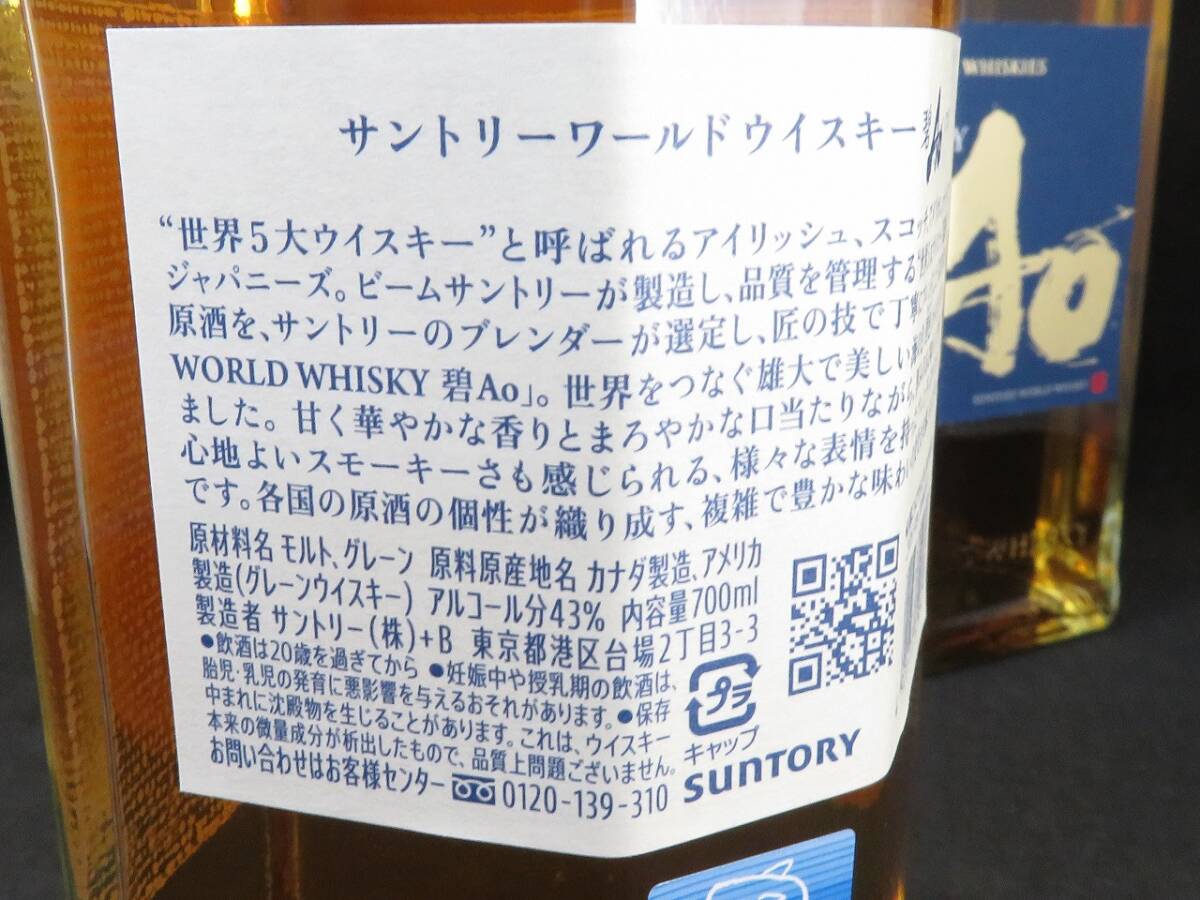 サントリーワールドウイスキー 碧Ao
“世界5大ウイスキー”と呼ばれるアイリッシュ、スコッチ
ジャパニーズ。ビームサントリーが製造し、品質を管理する
原酒を、サントリーのブレンダーが選定し、匠の技で丁寧
WORLD WHISKY 碧Ao」。世界をつなぐ雄大で美しい
ました。甘く華やかな香りとまろやかな口当たりながら、
心地よいスモーキーさも感じられる、様々な表情を持
です。各国の原酒の個性が織り成す、複雑で豊かな味わい
原材料名 モルト、グレーン 原料原産地名 カナダ製造、アメリカ
製造(グレーンウイスキー) アルコール分43% 内容量700ml
製造者 サントリー(株)+B 東京都港区台場2丁目3-3
●飲酒は20歳を過ぎてから ●妊娠中や授乳期の飲酒は、
胎児・乳児の発育に悪影響を与えるおそれがあります。●保存
中まれに沈殿物を生じることがあります。これは、ウイスキー
本来の微量成分が析出したもので、品質上問題ございません。
お問い合わせはお客様センター 0120-139-310
プラ
キャップ
SUNTORY
WHISKIES
Y
Ao
SUNTORY WORLD WHISKY